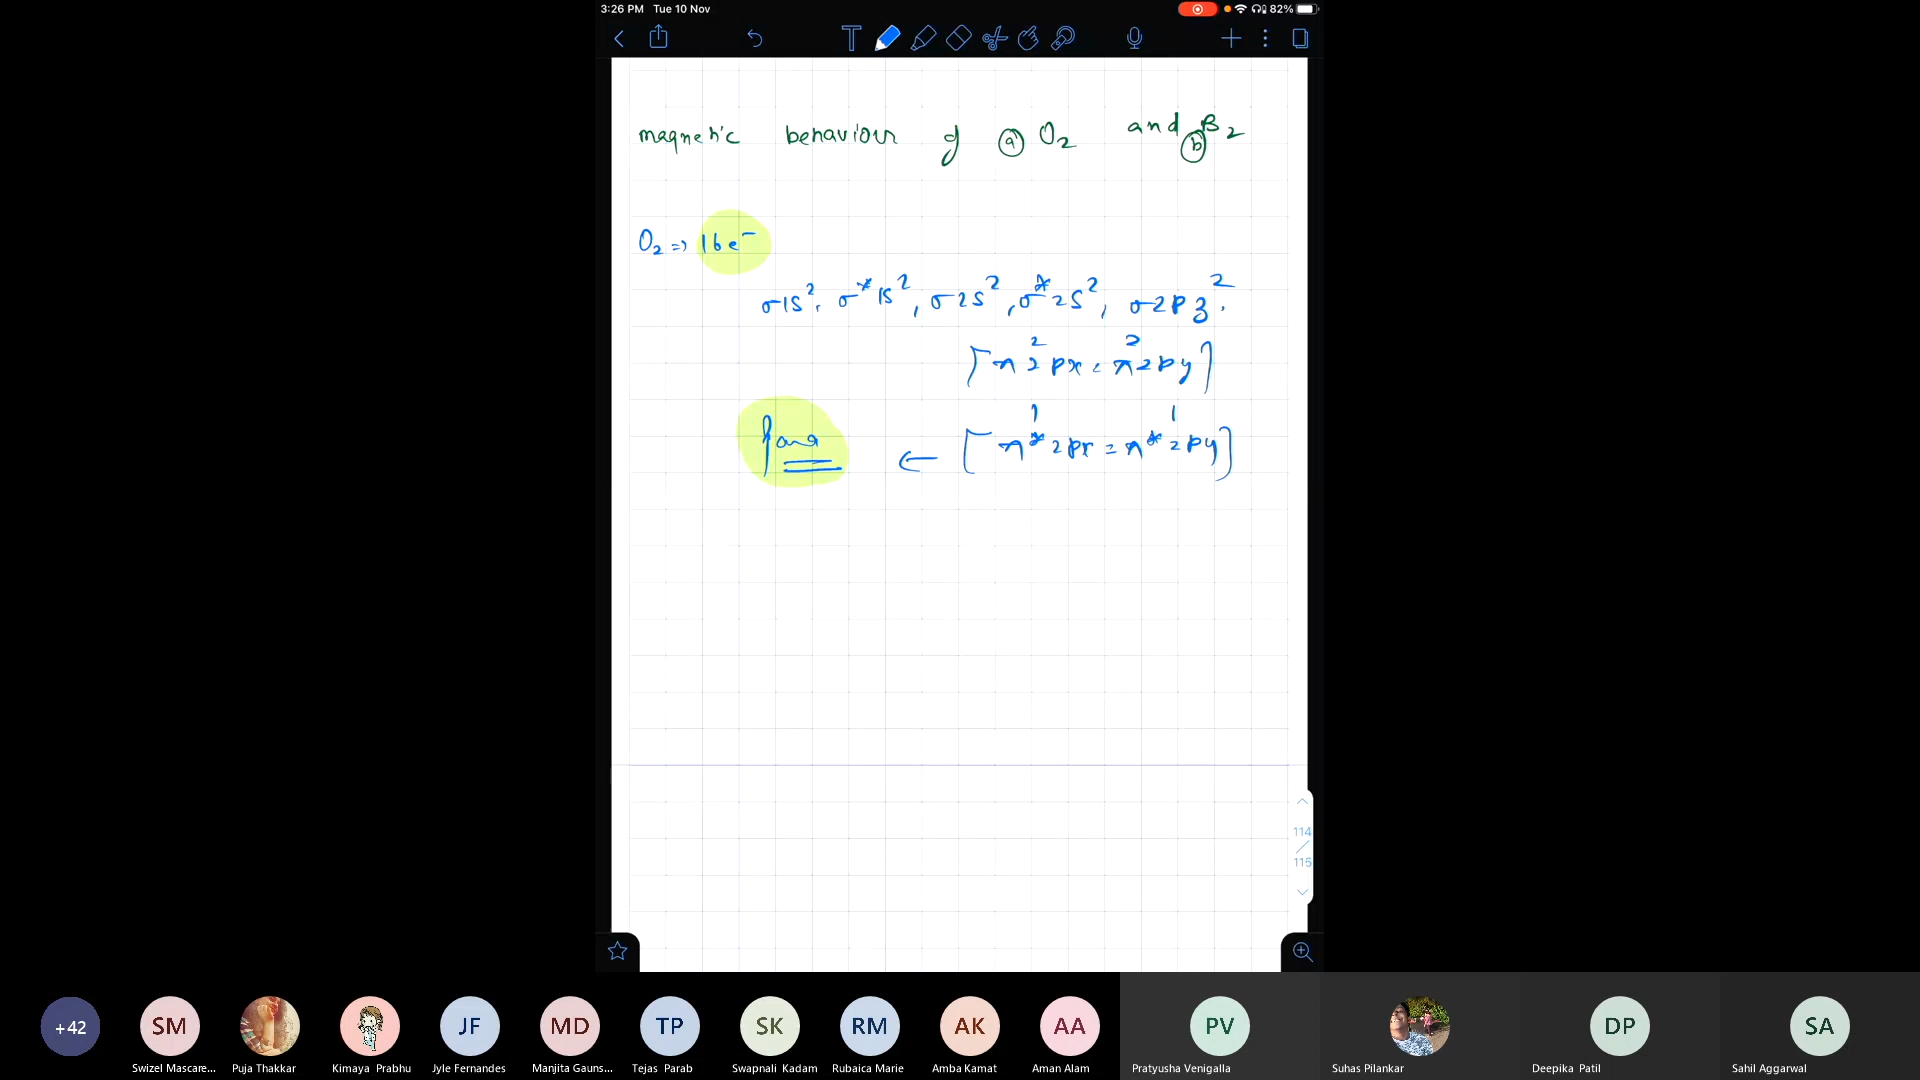 3:26 PM Tue 10 Nov 82%
magnetic behaviour of ⓐ O₂ and ⓑ B₂
O₂ ⇒ 16e⁻
σ1s², σ*1s², σ2s², σ*2s², σ2pz²,
[π2px² = π2py²]
para ← [π*2px¹ = π*2py¹]
114
115
+42
SM
JF
MD
TP
SK
RM
AK
AA
PV
DP
SA
Swizel Mascare...
Puja Thakkar
Kimaya Prabhu
Jyle Fernandes
Manjita Gauns...
Tejas Parab
Swapnali Kadam
Rubaica Marie
Amba Kamat
Aman Alam
Pratyusha Venigalla
Suhas Pilankar
Deepika Patil
Sahil Aggarwal